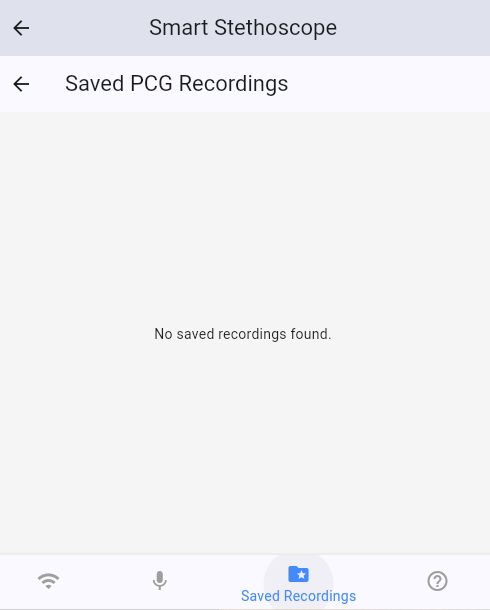 Smart Stethoscope
Saved PCG Recordings
No saved recordings found.
Saved Recordings